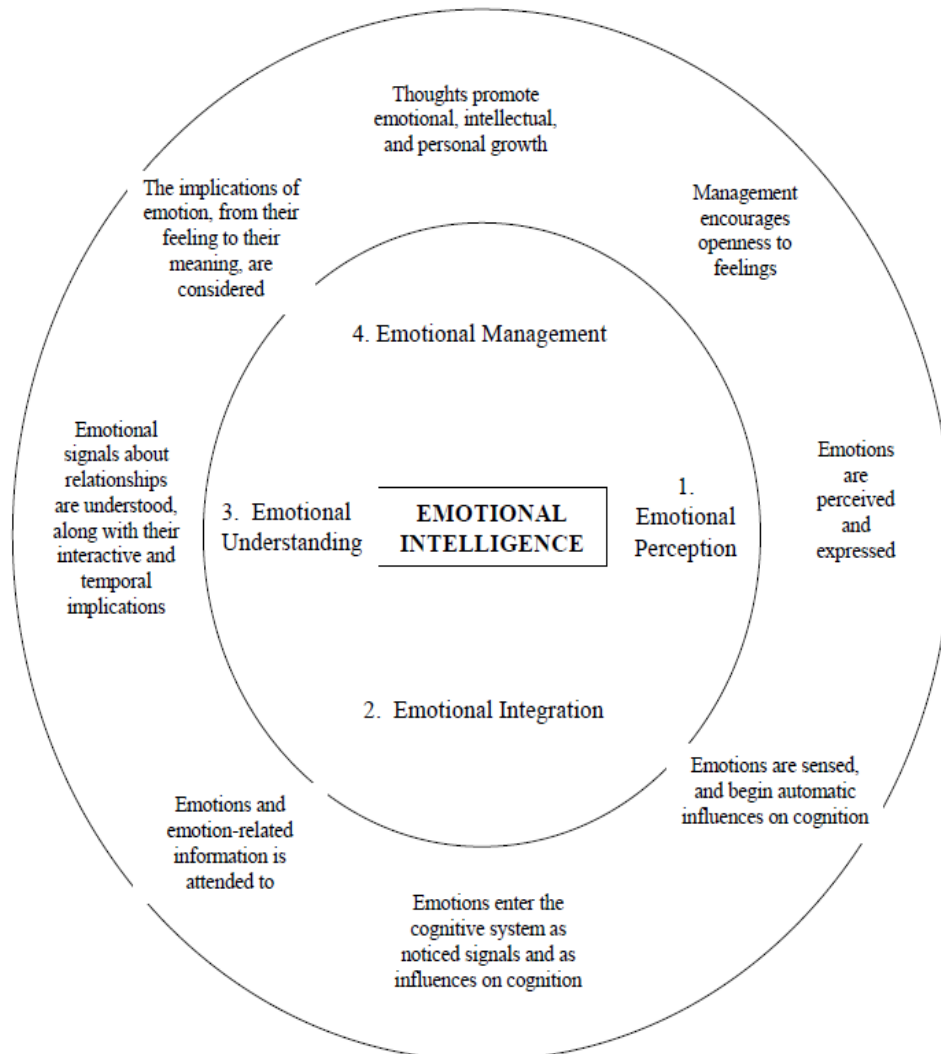 Thoughts promote
emotional, intellectual,
and personal growth
The implications of
emotion, from their
feeling to their
meaning, are
considered
Management
encourages
openness to
feelings
4. Emotional Management
Emotional
signals about
relationships
are understood,
along with their
interactive and
temporal
implications
3. Emotional
Understanding
EMOTIONAL
INTELLIGENCE
1.
Emotional
Perception
Emotions
are
perceived
and
expressed
2. Emotional Integration
Emotions are sensed,
and begin automatic
influences on cognition
Emotions and
emotion-related
information is
attended to
Emotions enter the
cognitive system as
noticed signals and as
influences on cognition